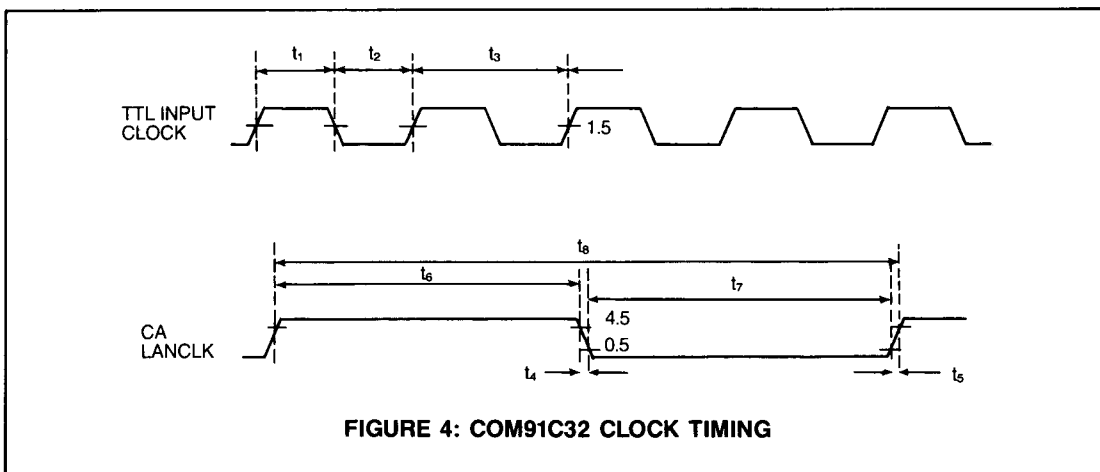 t₁ t₂ t₃
TTL INPUT
CLOCK
1.5
t₈
t₆
t₇
CA
LANCLK
4.5
0.5
t₄
t₅
FIGURE 4: COM91C32 CLOCK TIMING